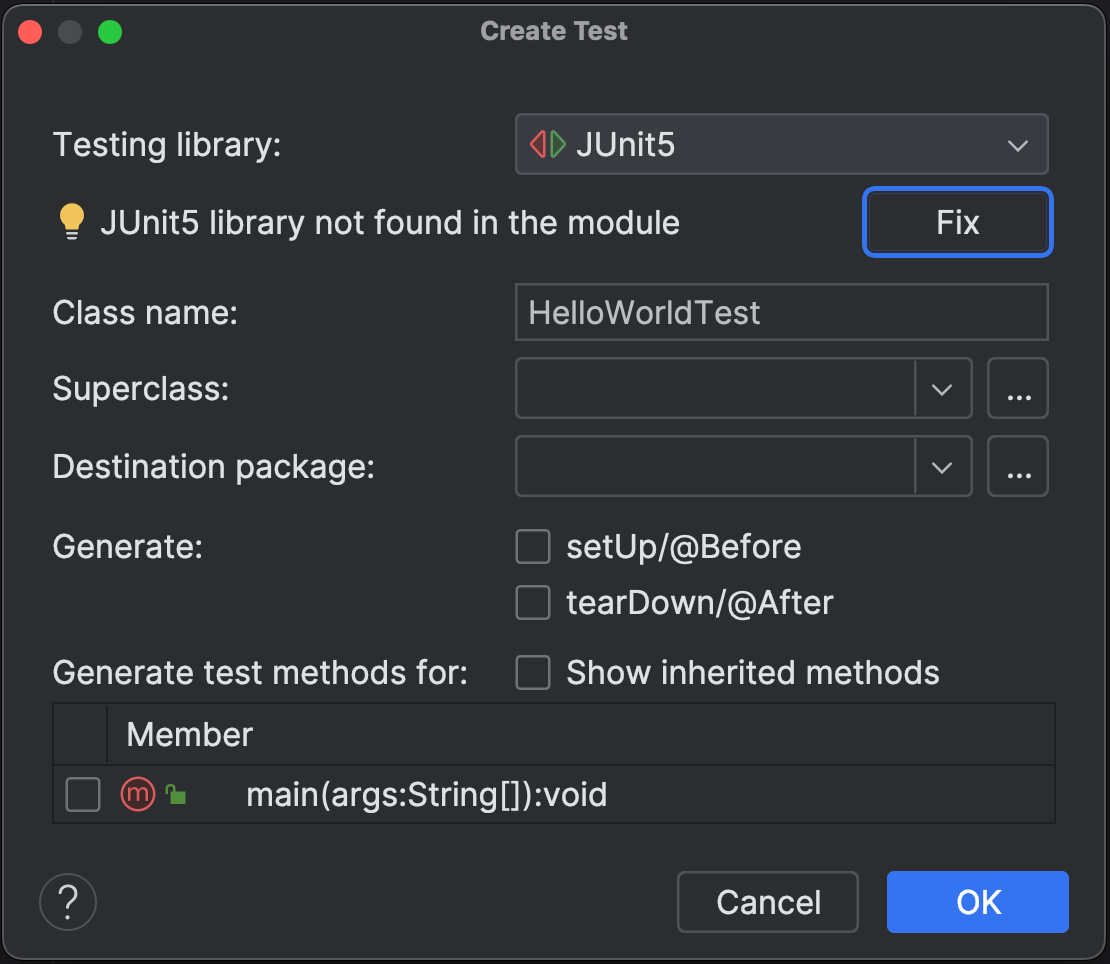 Create Test
Testing library: JUnit5
JUnit5 library not found in the module Fix
Class name: HelloWorldTest
Superclass: ...
Destination package: ...
Generate: setUp/@Before
tearDown/@After
Generate test methods for: Show inherited methods
Member
m main(args:String[]):void
? Cancel OK